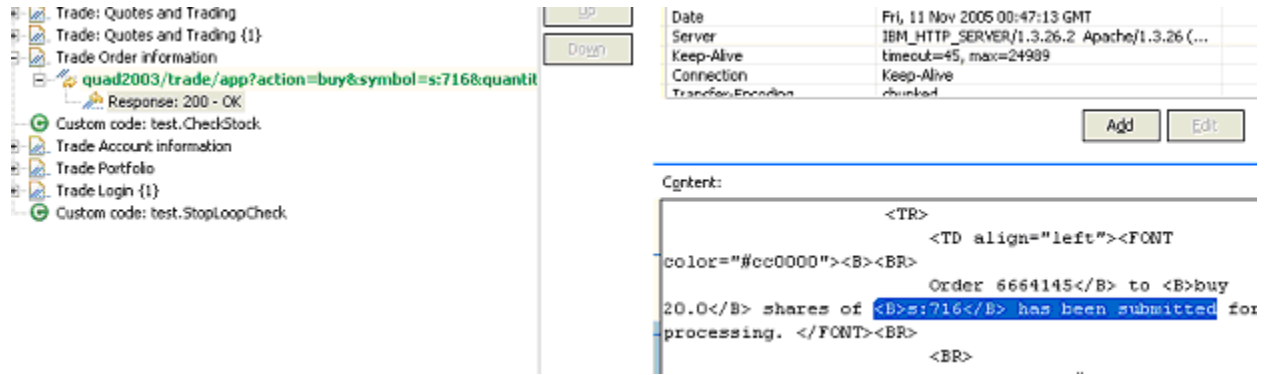 Trade: Quotes and Trading
Trade: Quotes and Trading {1}
Trade Order information
quad2003/trade/app?action=buy&symbol=s:716&quantit
Response: 200 - OK
Custom code: test.CheckStock
Trade Account information
Trade Portfolio
Trade Login {1}
Custom code: test.StopLoopCheck
Up
Down
Date Fri, 11 Nov 2005 00:47:13 GMT
Server IBM_HTTP_SERVER/1.3.26.2 Apache/1.3.26 (...
Keep-Alive timeout=45, max=24989
Connection Keep-Alive
Transfer-Encoding chunked
Add Edit
Content:
<TR>
<TD align="left"><FONT
color="#cc0000"><B><BR>
Order 6664145</B> to <B>buy
20.0</B> shares of <B>s:716</B> has been submitted for
processing. </FONT><BR>
<BR>